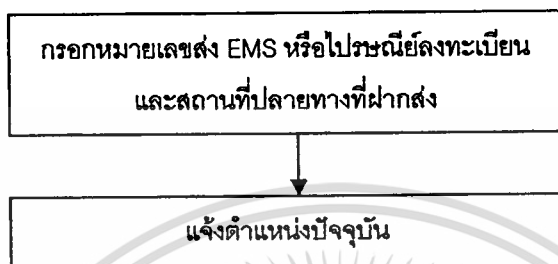 กรอกหมายเลขส่ง EMS หรือไปรษณีย์ลงทะเบียน
และสถานที่ปลายทางที่ฝากส่ง
แจ้งตำแหน่งปัจจุบัน